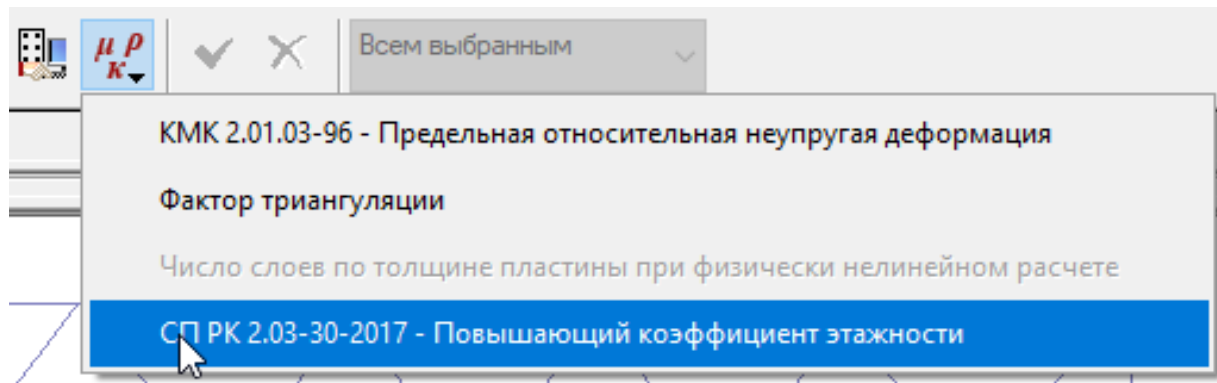 μ ρ
κ
Всем выбранным
КМК 2.01.03-96 - Предельная относительная неупругая деформация
Фактор триангуляции
Число слоев по толщине пластины при физически нелинейном расчете
СП РК 2.03-30-2017 - Повышающий коэффициент этажности